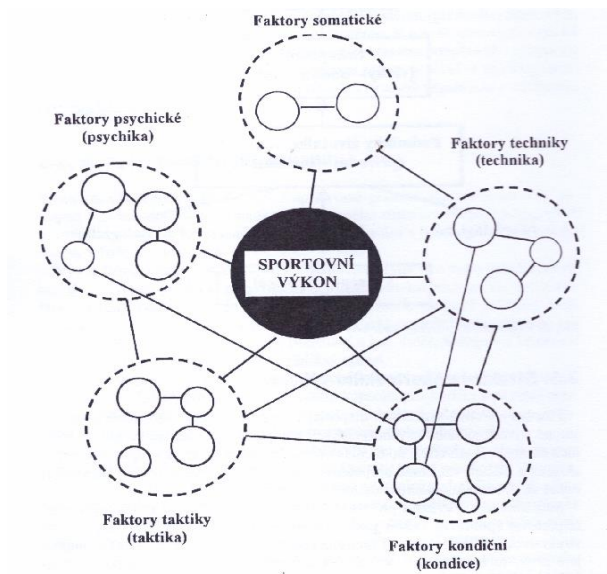 Faktory somatické
Faktory psychické
(psychika)
Faktory techniky
(technika)
SPORTOVNÍ
VÝKON
Faktory taktiky
(taktika)
Faktory kondiční
(kondice)